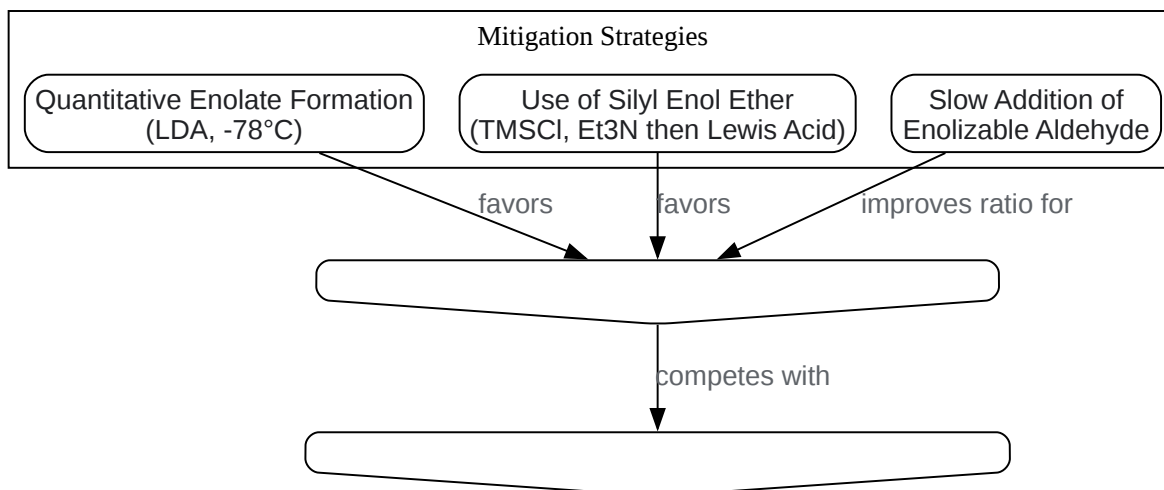 Mitigation Strategies
Quantitative Enolate Formation
(LDA, -78°C)
Use of Silyl Enol Ether
(TMSCl, Et3N then Lewis Acid)
Slow Addition of
Enolizable Aldehyde
favors
favors
improves ratio for
competes with